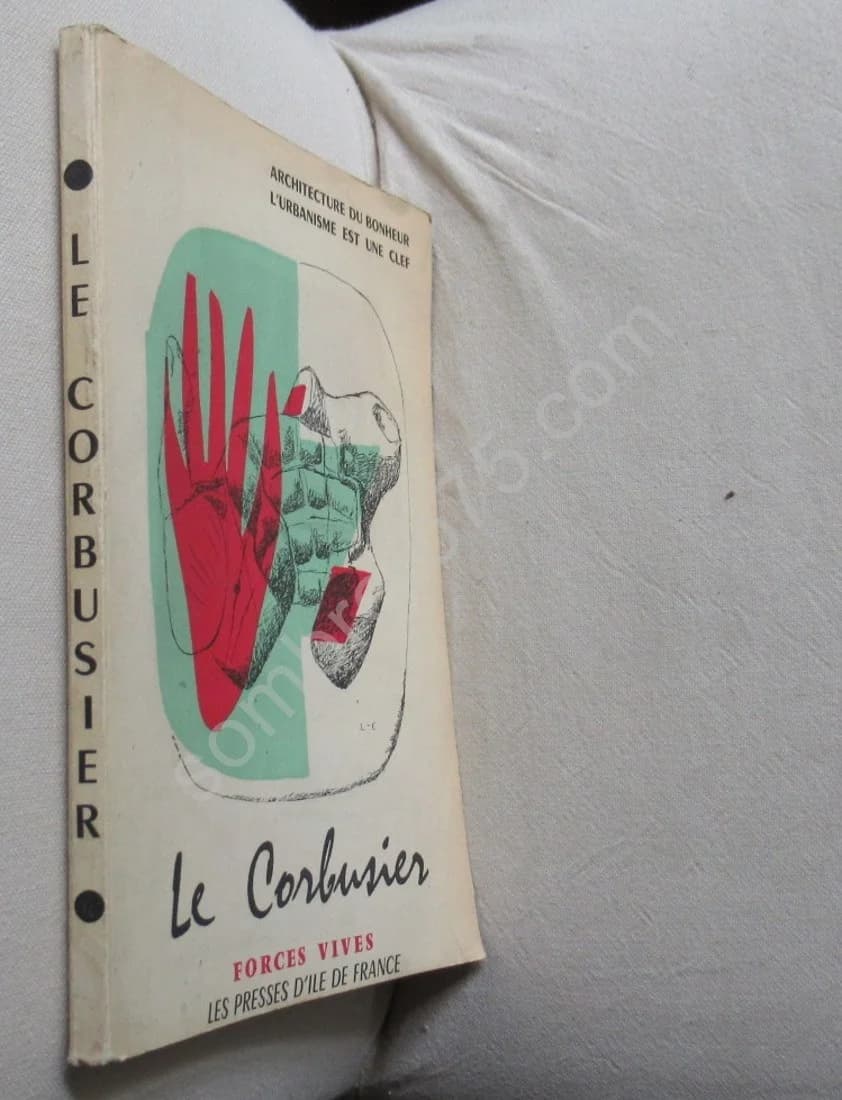 LE CORBUSIER
ARCHITECTURE DU BONHEUR
L'URBANISME EST UNE CLEF
L-C
Le Corbusier
FORCES VIVES
LES PRESSES D'ILE DE FRANCE